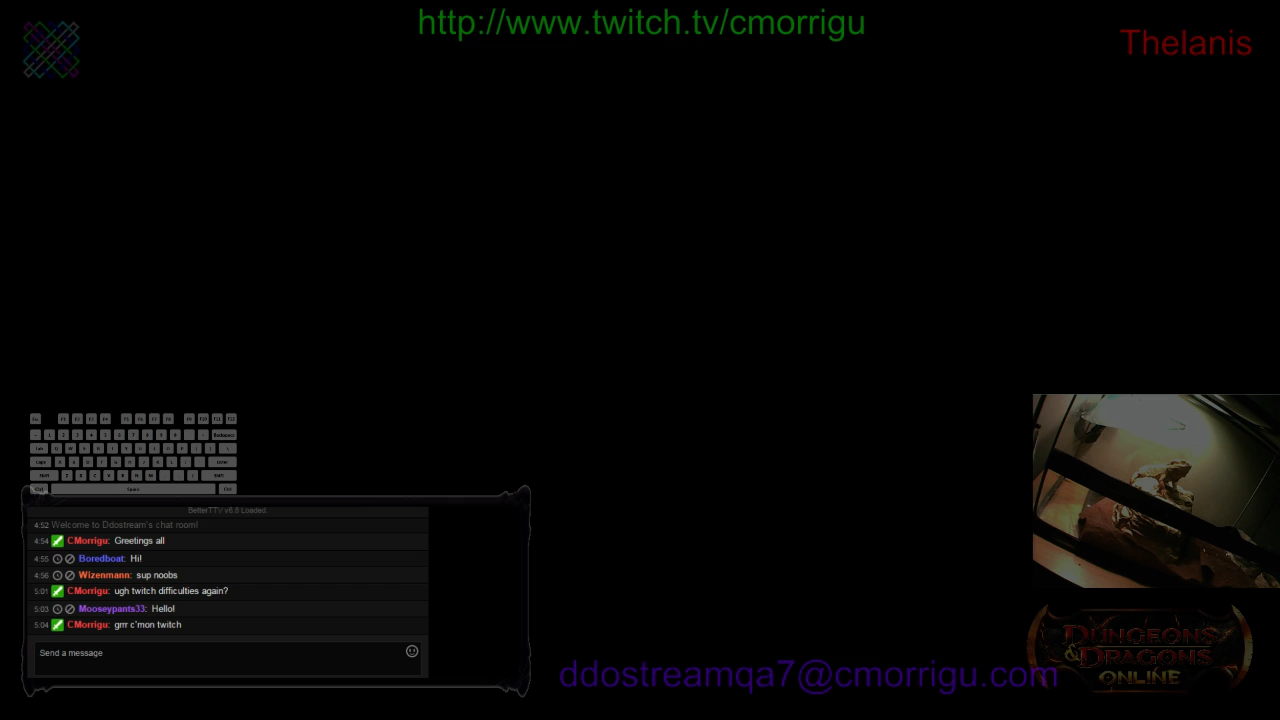 http://www.twitch.tv/cmorrigu
Thelanis
BetterTTV v6.8 Loaded.
4:52 Welcome to Ddostream's chat room!
4:54 CMorrigu: Greetings all
4:55 Boredboat: Hi!
4:56 Wizenmann: sup noobs
5:01 CMorrigu: ugh twitch difficulties again?
5:03 Mooseypants33: Hello!
5:04 CMorrigu: grrr c'mon twitch
Send a message
ddostreamqa7@cmorrigu.com
DUNGEONS
& DRAGONS
ONLINE